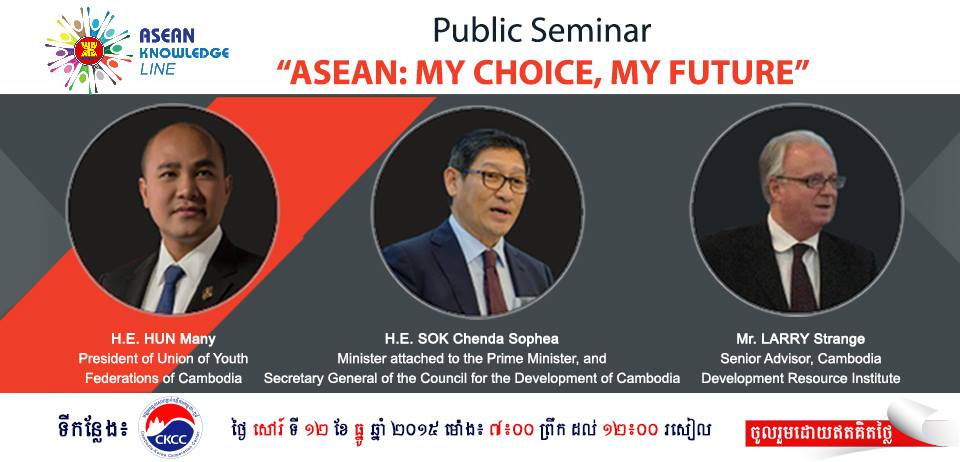 ASEAN
KNOWLEDGE
LINE
Public Seminar
“ASEAN: MY CHOICE, MY FUTURE”
H.E. HUN Many
President of Union of Youth
Federations of Cambodia
H.E. SOK Chenda Sophea
Minister attached to the Prime Minister, and
Secretary General of the Council for the Development of Cambodia
Mr. LARRY Strange
Senior Advisor, Cambodia
Development Resource Institute
ទីកន្លែង៖
CKCC
ថ្ងៃ សៅរ៍ ទី ១២ ខែ ធ្នូ ឆ្នាំ ២០១៥ ម៉ោង៖ ៧៖០០ ព្រឹក ដល់ ១២៖០០ រសៀល
ចូលរួមដោយឥតគិតថ្លៃ